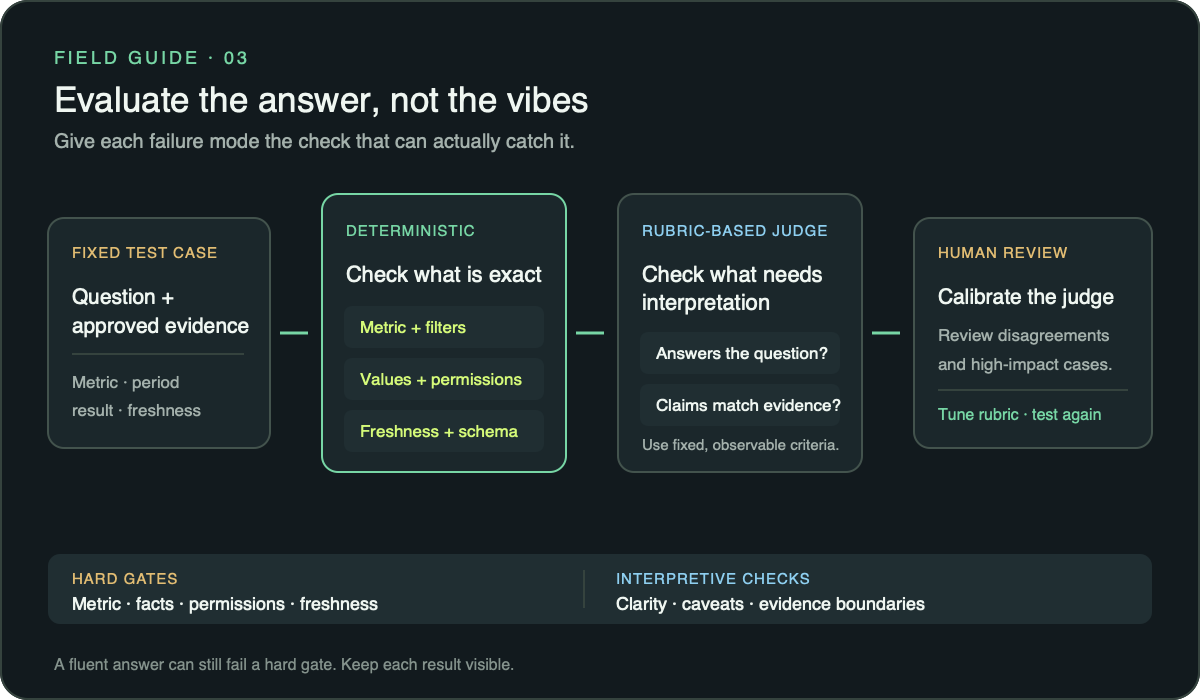 FIELD GUIDE · 03
Evaluate the answer, not the vibes
Give each failure mode the check that can actually catch it.
FIXED TEST CASE
Question +
approved evidence
Metric · period
result · freshness
DETERMINISTIC
Check what is exact
Metric + filters
Values + permissions
Freshness + schema
RUBRIC-BASED JUDGE
Check what needs
interpretation
Answers the question?
Claims match evidence?
Use fixed, observable criteria.
HUMAN REVIEW
Calibrate the judge
Review disagreements
and high-impact cases.
Tune rubric · test again
HARD GATES
Metric · facts · permissions · freshness
INTERPRETIVE CHECKS
Clarity · caveats · evidence boundaries
A fluent answer can still fail a hard gate. Keep each result visible.